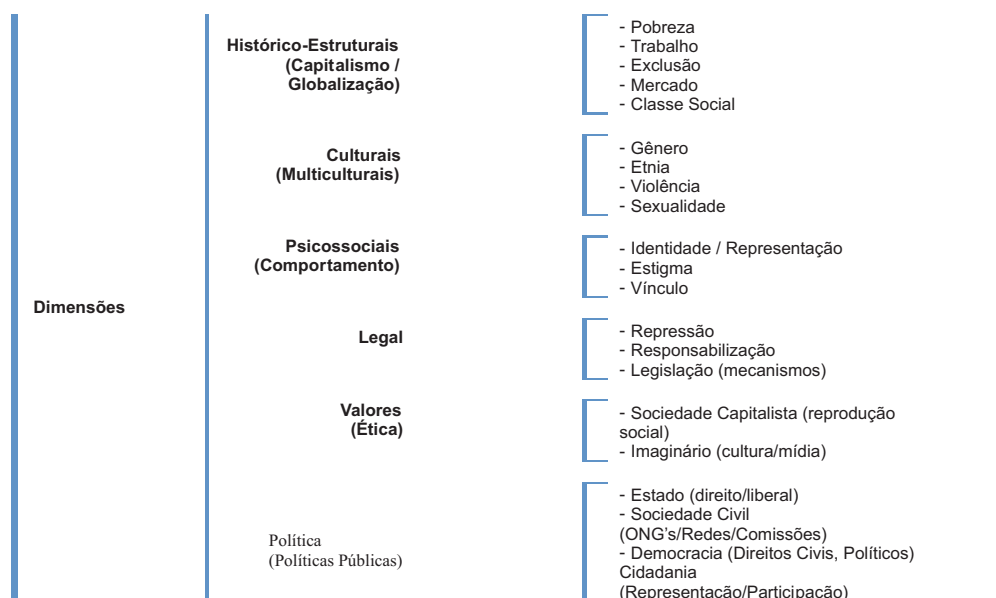 Dimensões
Histórico-Estruturais
(Capitalismo /
Globalização)
- Pobreza
- Trabalho
- Exclusão
- Mercado
- Classe Social
Culturais
(Multiculturais)
- Gênero
- Etnia
- Violência
- Sexualidade
Psicossociais
(Comportamento)
- Identidade / Representação
- Estigma
- Vínculo
Legal
- Repressão
- Responsabilização
- Legislação (mecanismos)
Valores
(Ética)
- Sociedade Capitalista (reprodução
social)
- Imaginário (cultura/mídia)
Política
(Políticas Públicas)
- Estado (direito/liberal)
- Sociedade Civil
(ONG's/Redes/Comissões)
- Democracia (Direitos Civis, Políticos)
Cidadania
(Representação/Participação)